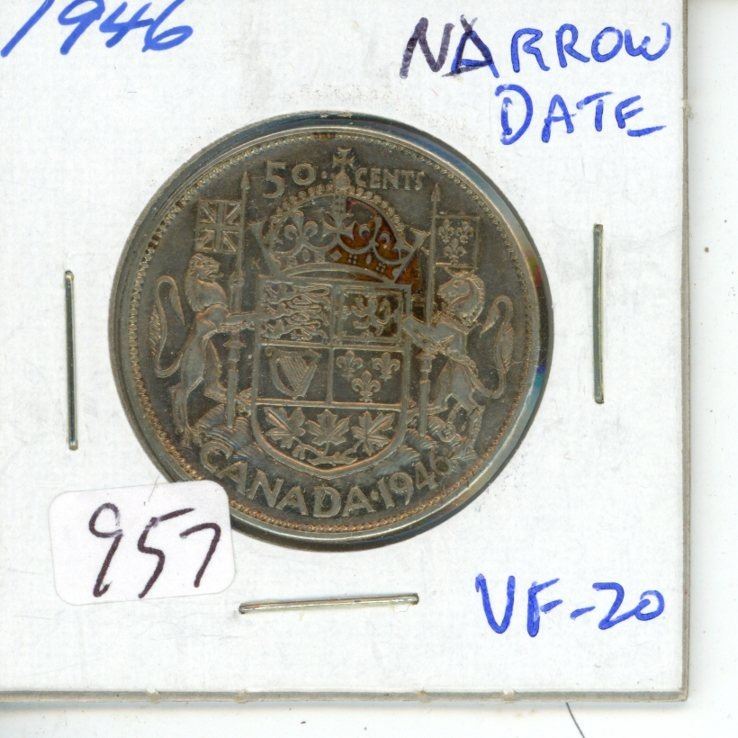 1946
NARROW
DATE
50 CENTS
CANADA·1946
957
VF-20